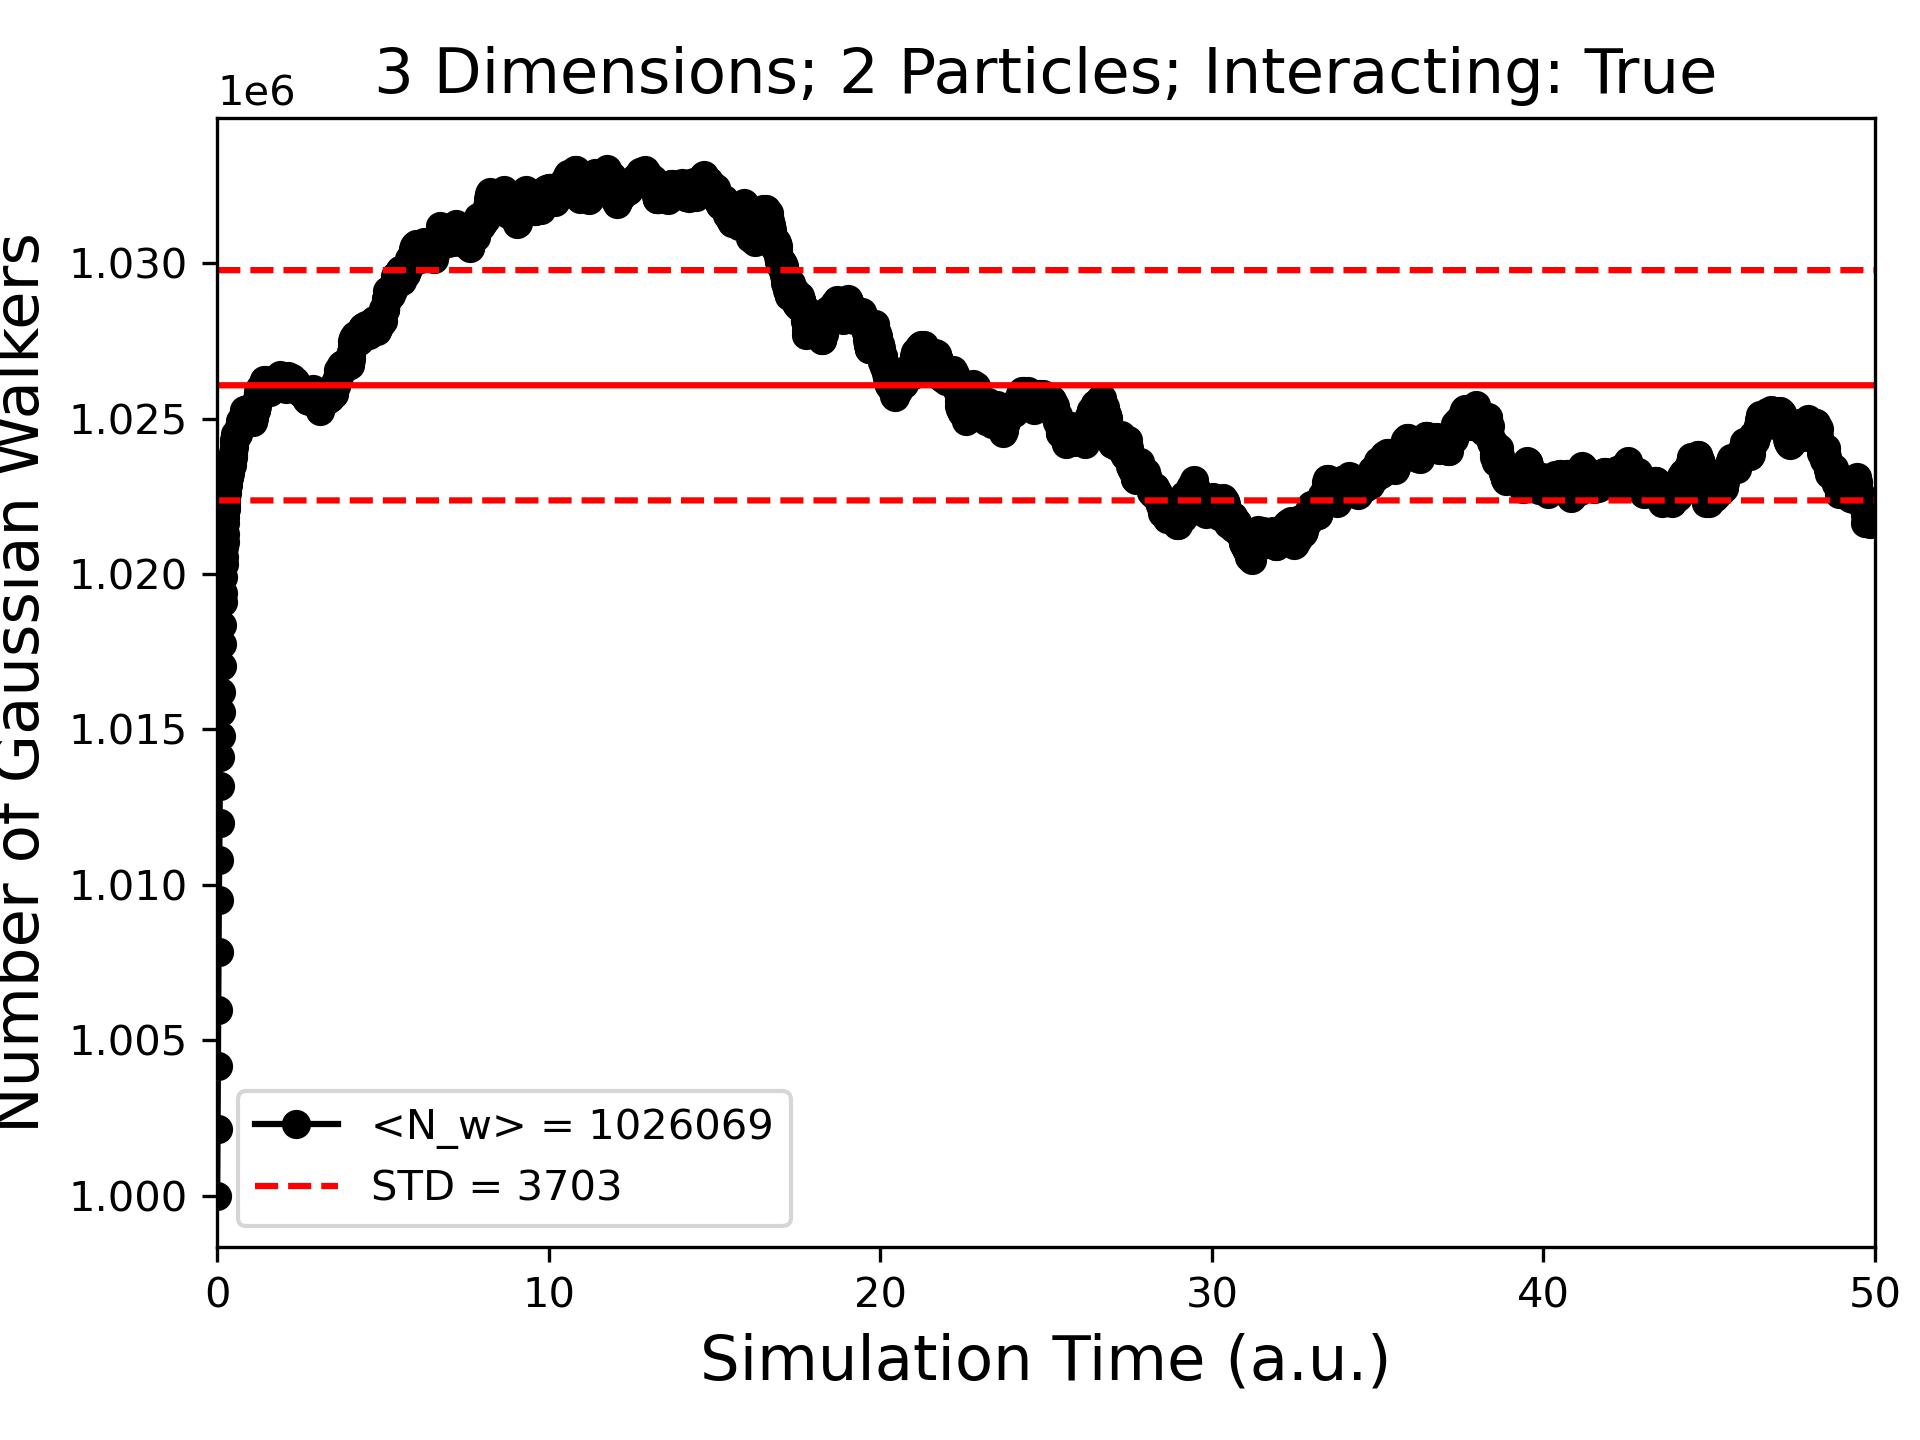 3 Dimensions; 2 Particles; Interacting: True
1e6
Number of Gaussian Walkers
1.030
1.025
1.020
1.015
1.010
1.005
1.000
<N_w> = 1026069
STD = 3703
0 10 20 30 40 50
Simulation Time (a.u.)